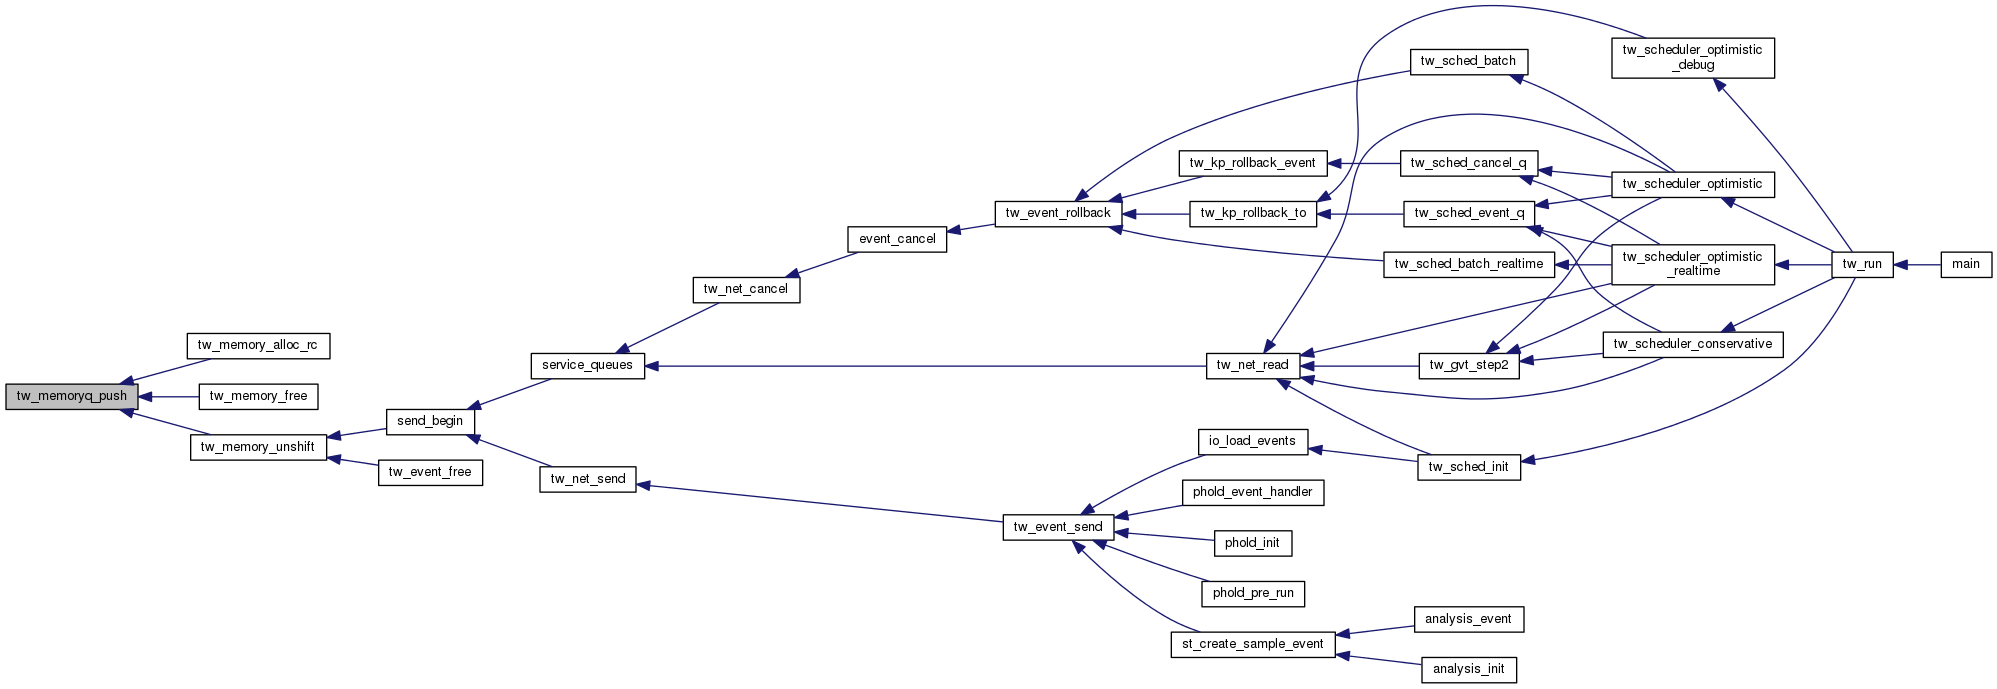 tw_memoryq_push
tw_memory_alloc_rc
tw_memory_free
tw_memory_unshift
send_begin
tw_event_free
service_queues
tw_net_send
tw_net_cancel
event_cancel
tw_event_rollback
tw_event_send
tw_kp_rollback_event
tw_kp_rollback_to
tw_net_read
io_load_events
phold_event_handler
phold_init
phold_pre_run
st_create_sample_event
tw_sched_batch
tw_sched_cancel_q
tw_sched_event_q
tw_sched_batch_realtime
tw_gvt_step2
tw_sched_init
analysis_event
analysis_init
tw_scheduler_optimistic
_debug
tw_scheduler_optimistic
tw_scheduler_optimistic
_realtime
tw_scheduler_conservative
tw_run
main